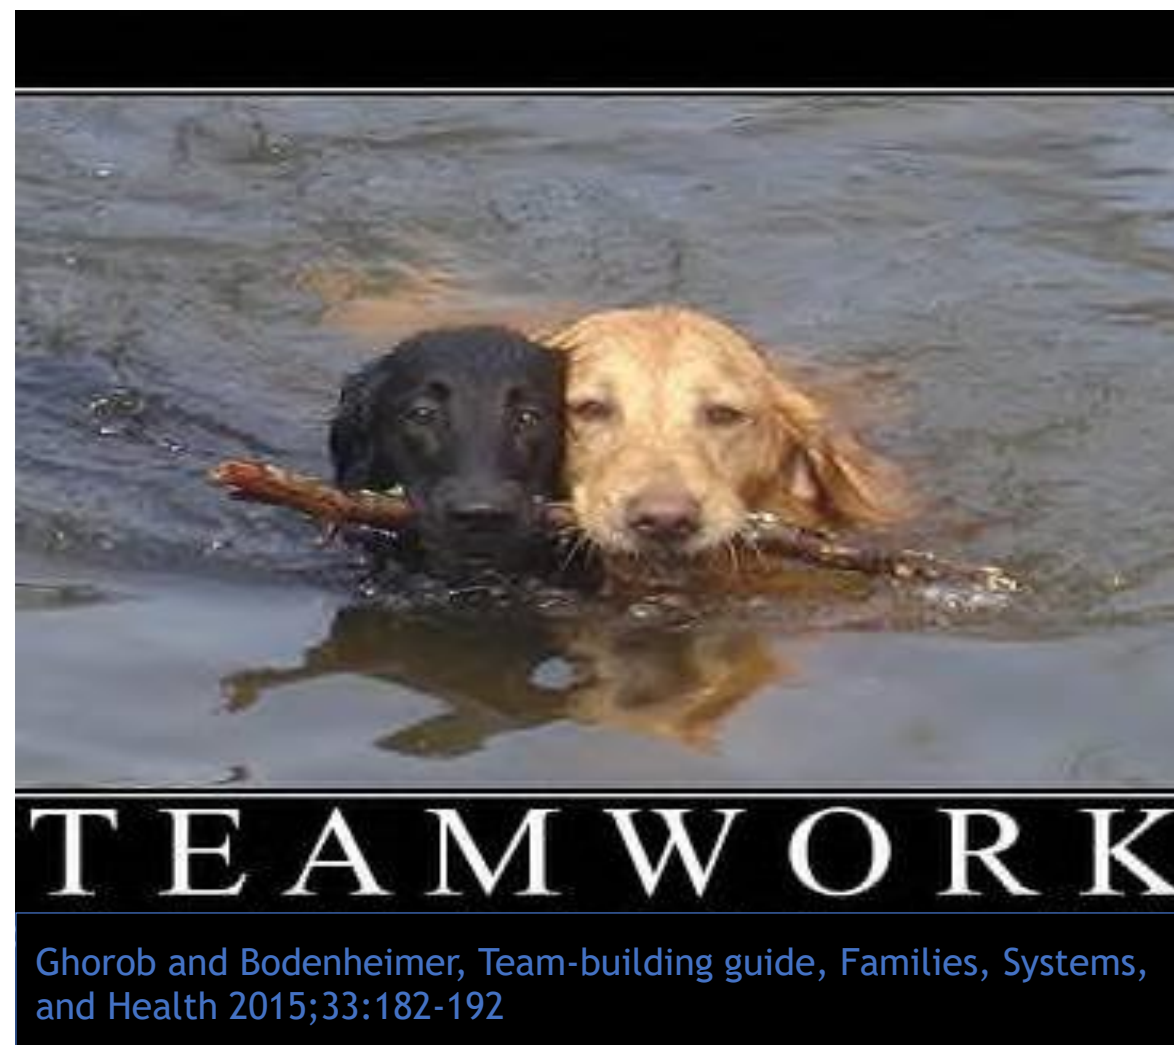 TEAMWORK
Ghorob and Bodenheimer, Team-building guide, Families, Systems,
and Health 2015;33:182-192